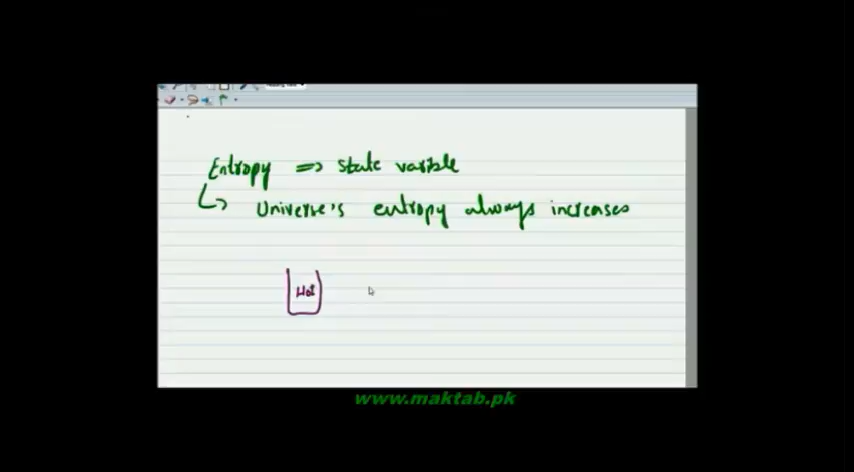 Entropy => state variable
Universe's entropy always increases
Hot
www.maktab.pk